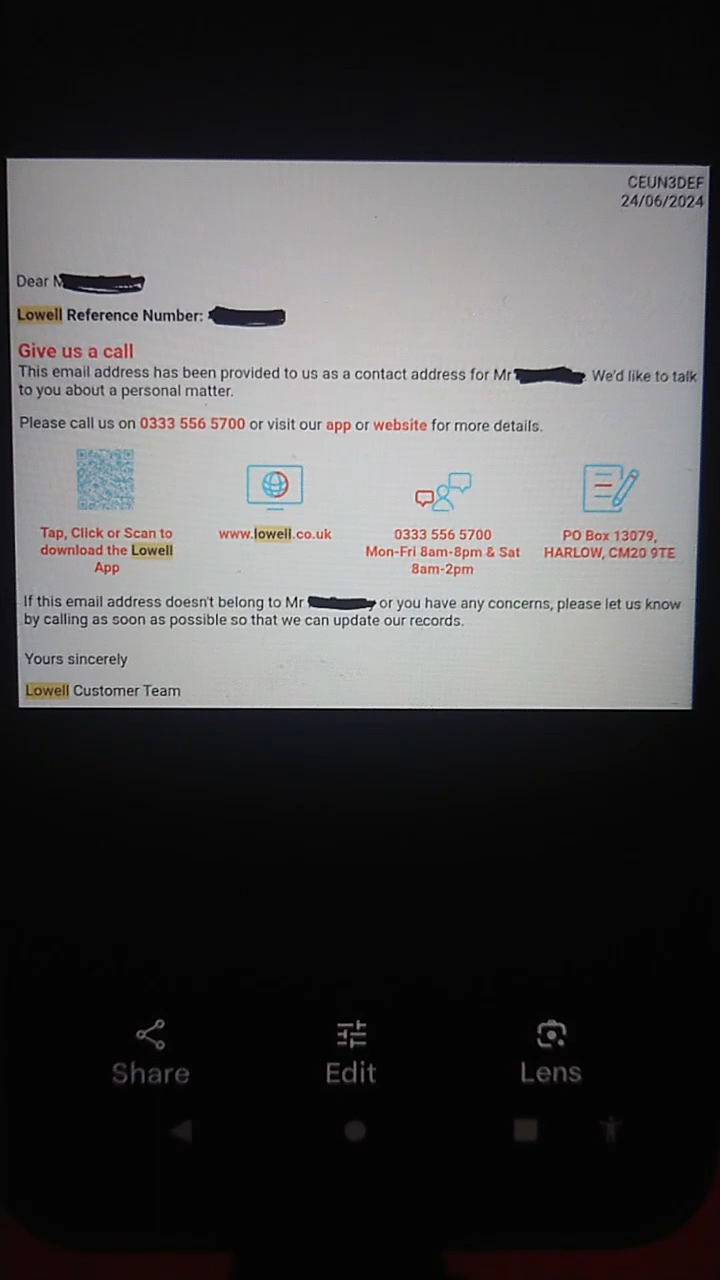 CEUN3DEF
24/06/2024
Dear M
Lowell Reference Number:
Give us a call
This email address has been provided to us as a contact address for Mr . We'd like to talk
to you about a personal matter.
Please call us on 0333 556 5700 or visit our app or website for more details.
Tap, Click or Scan to
download the Lowell
App
www.lowell.co.uk
0333 556 5700
Mon-Fri 8am-8pm & Sat
8am-2pm
PO Box 13079,
HARLOW, CM20 9TE
If this email address doesn't belong to Mr or you have any concerns, please let us know
by calling as soon as possible so that we can update our records.
Yours sincerely
Lowell Customer Team
Share Edit Lens